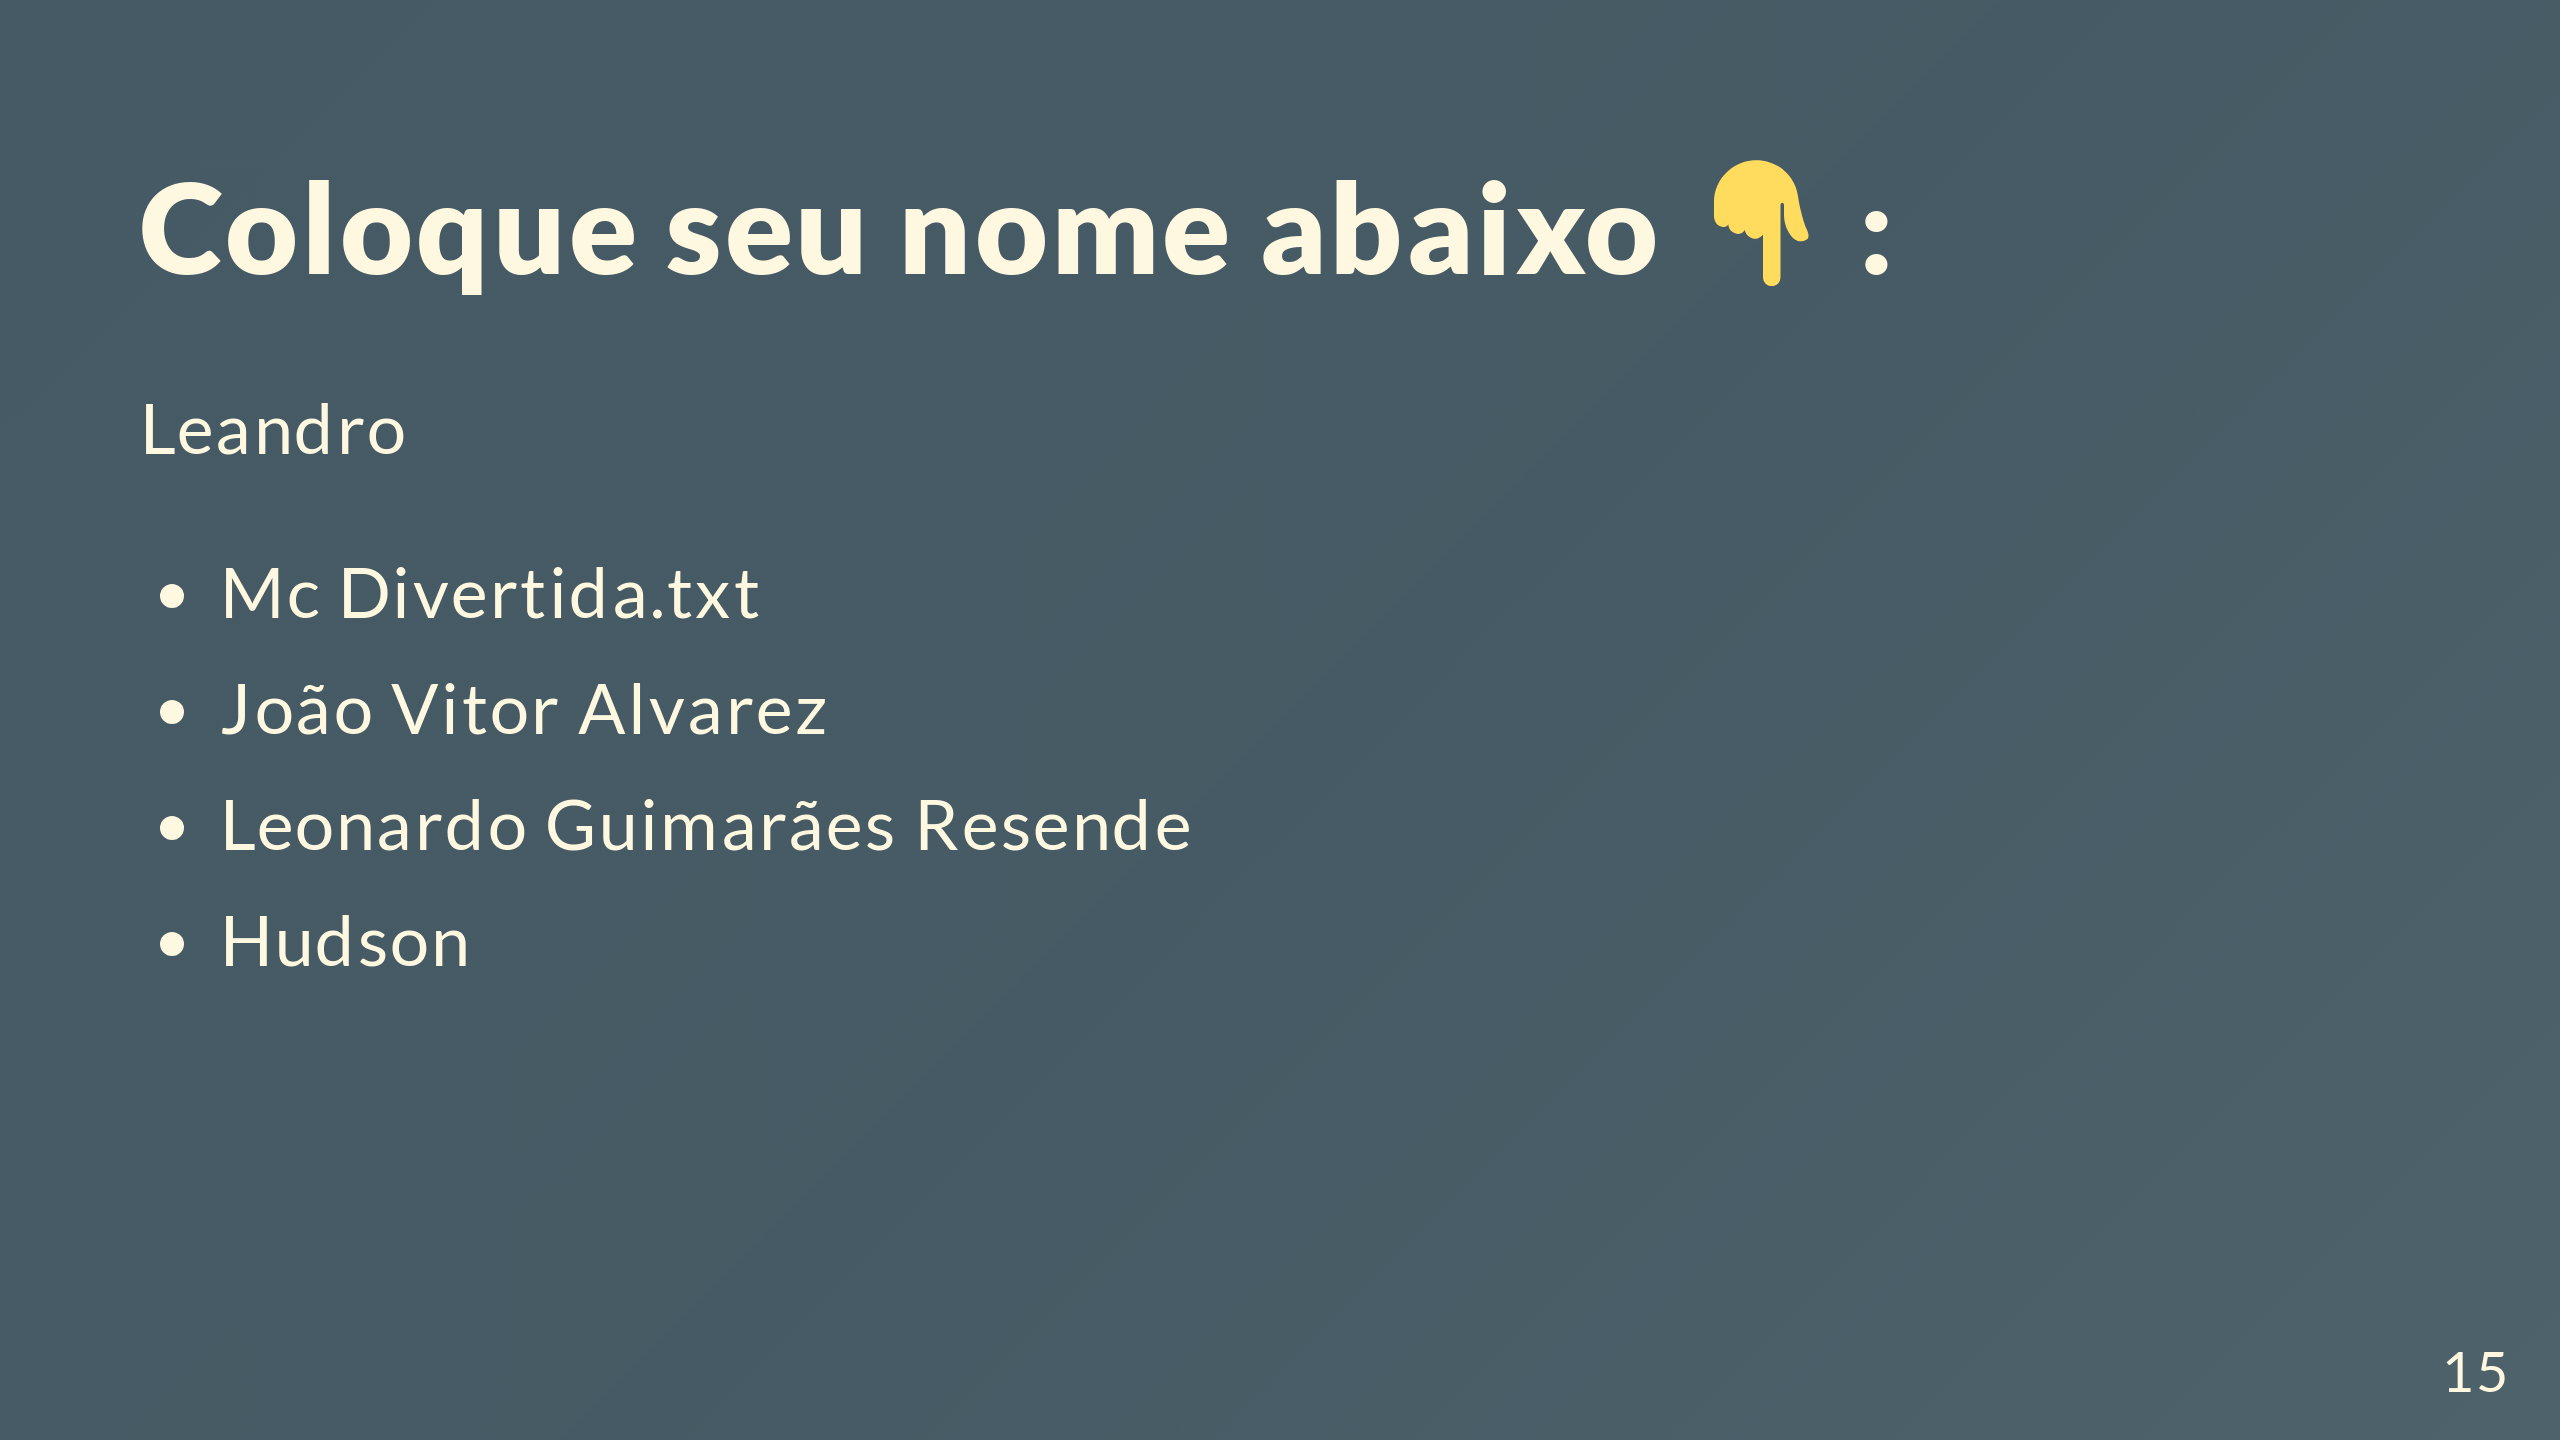 Coloque seu nome abaixo 👇 :
Leandro
• Mc Divertida.txt
• João Vitor Alvarez
• Leonardo Guimarães Resende
• Hudson
15